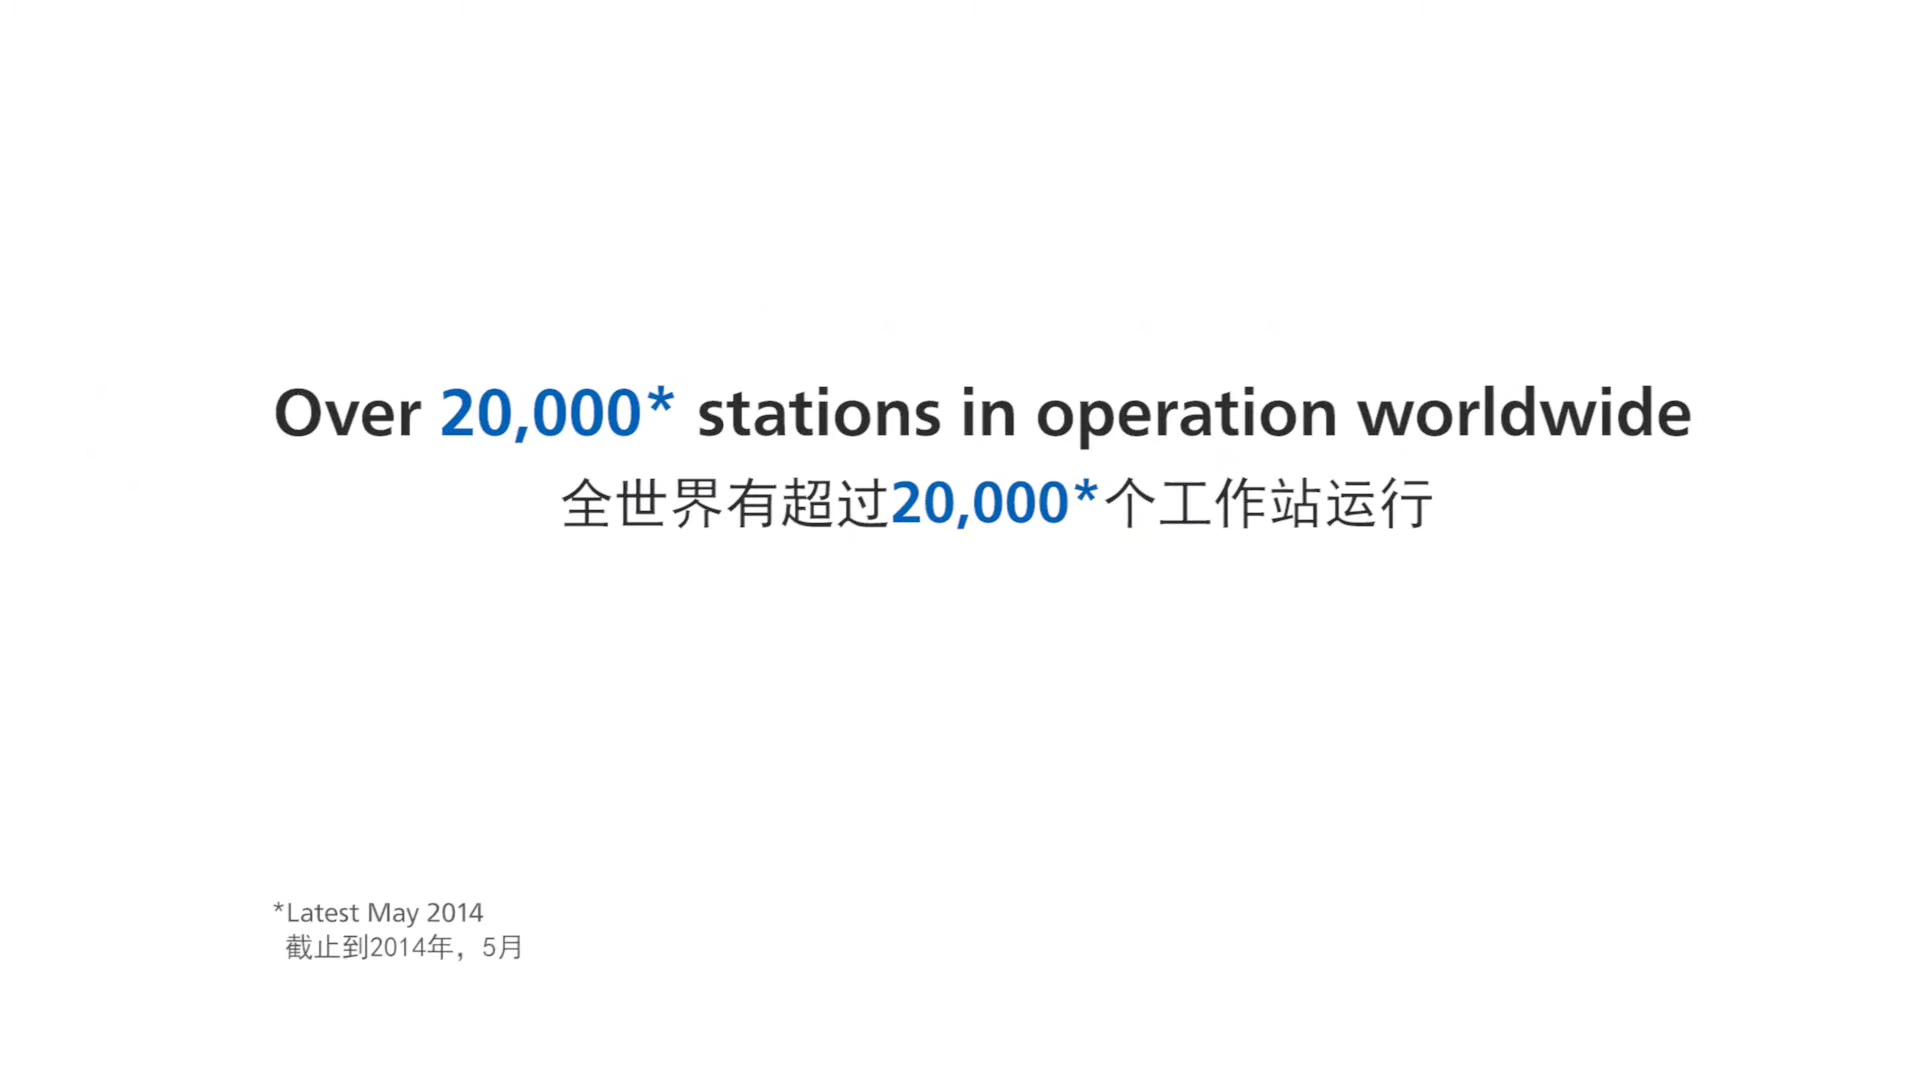 Over 20,000* stations in operation worldwide
全世界有超过20,000*个工作站运行
*Latest May 2014
截止到2014年，5月